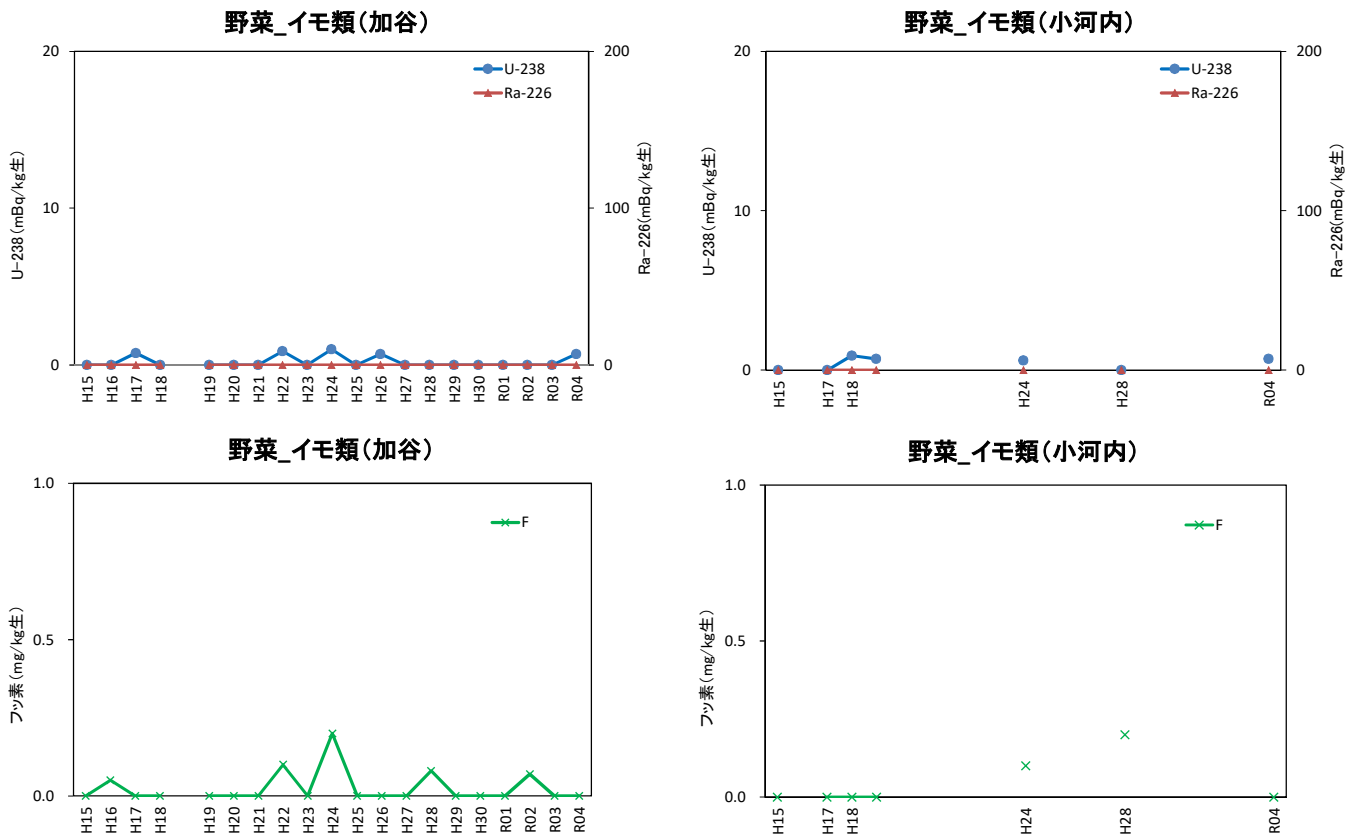 野菜_イモ類(加谷)
20
10
0
U-238(mBq/kg生)
200
100
0
Ra-226(mBq/kg生)
U-238
Ra-226
H15
H16
H17
H18
H19
H20
H21
H22
H23
H24
H25
H26
H27
H28
H29
H30
R01
R02
R03
R04
野菜_イモ類(小河内)
20
10
0
U-238(mBq/kg生)
200
100
0
Ra-226(mBq/kg生)
U-238
Ra-226
H15
H17
H18
H24
H28
R04
野菜_イモ類(加谷)
1.0
0.5
0.0
フッ素(mg/kg生)
F
H15
H16
H17
H18
H19
H20
H21
H22
H23
H24
H25
H26
H27
H28
H29
H30
R01
R02
R03
R04
野菜_イモ類(小河内)
1.0
0.5
0.0
フッ素(mg/kg生)
F
H15
H17
H18
H24
H28
R04